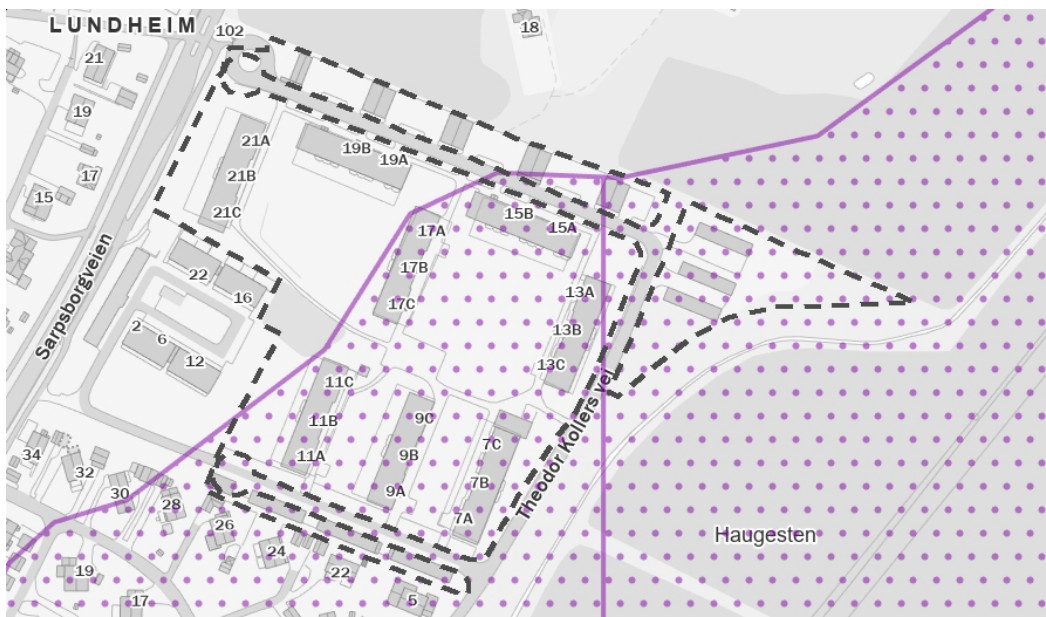 LUNDHEIM
102
18
21
19
21A
19B
19A
17
21B
15
21C
15B
15A
17A
17B
22
16
17C
13A
2
6
13B
12
13C
Sarpsborgveien
11C
11B
9C
Theodor Kollers vei
7C
34
32
11A
9B
7B
30
9A
28
7A
26
Haugesten
24
19
22
17
5